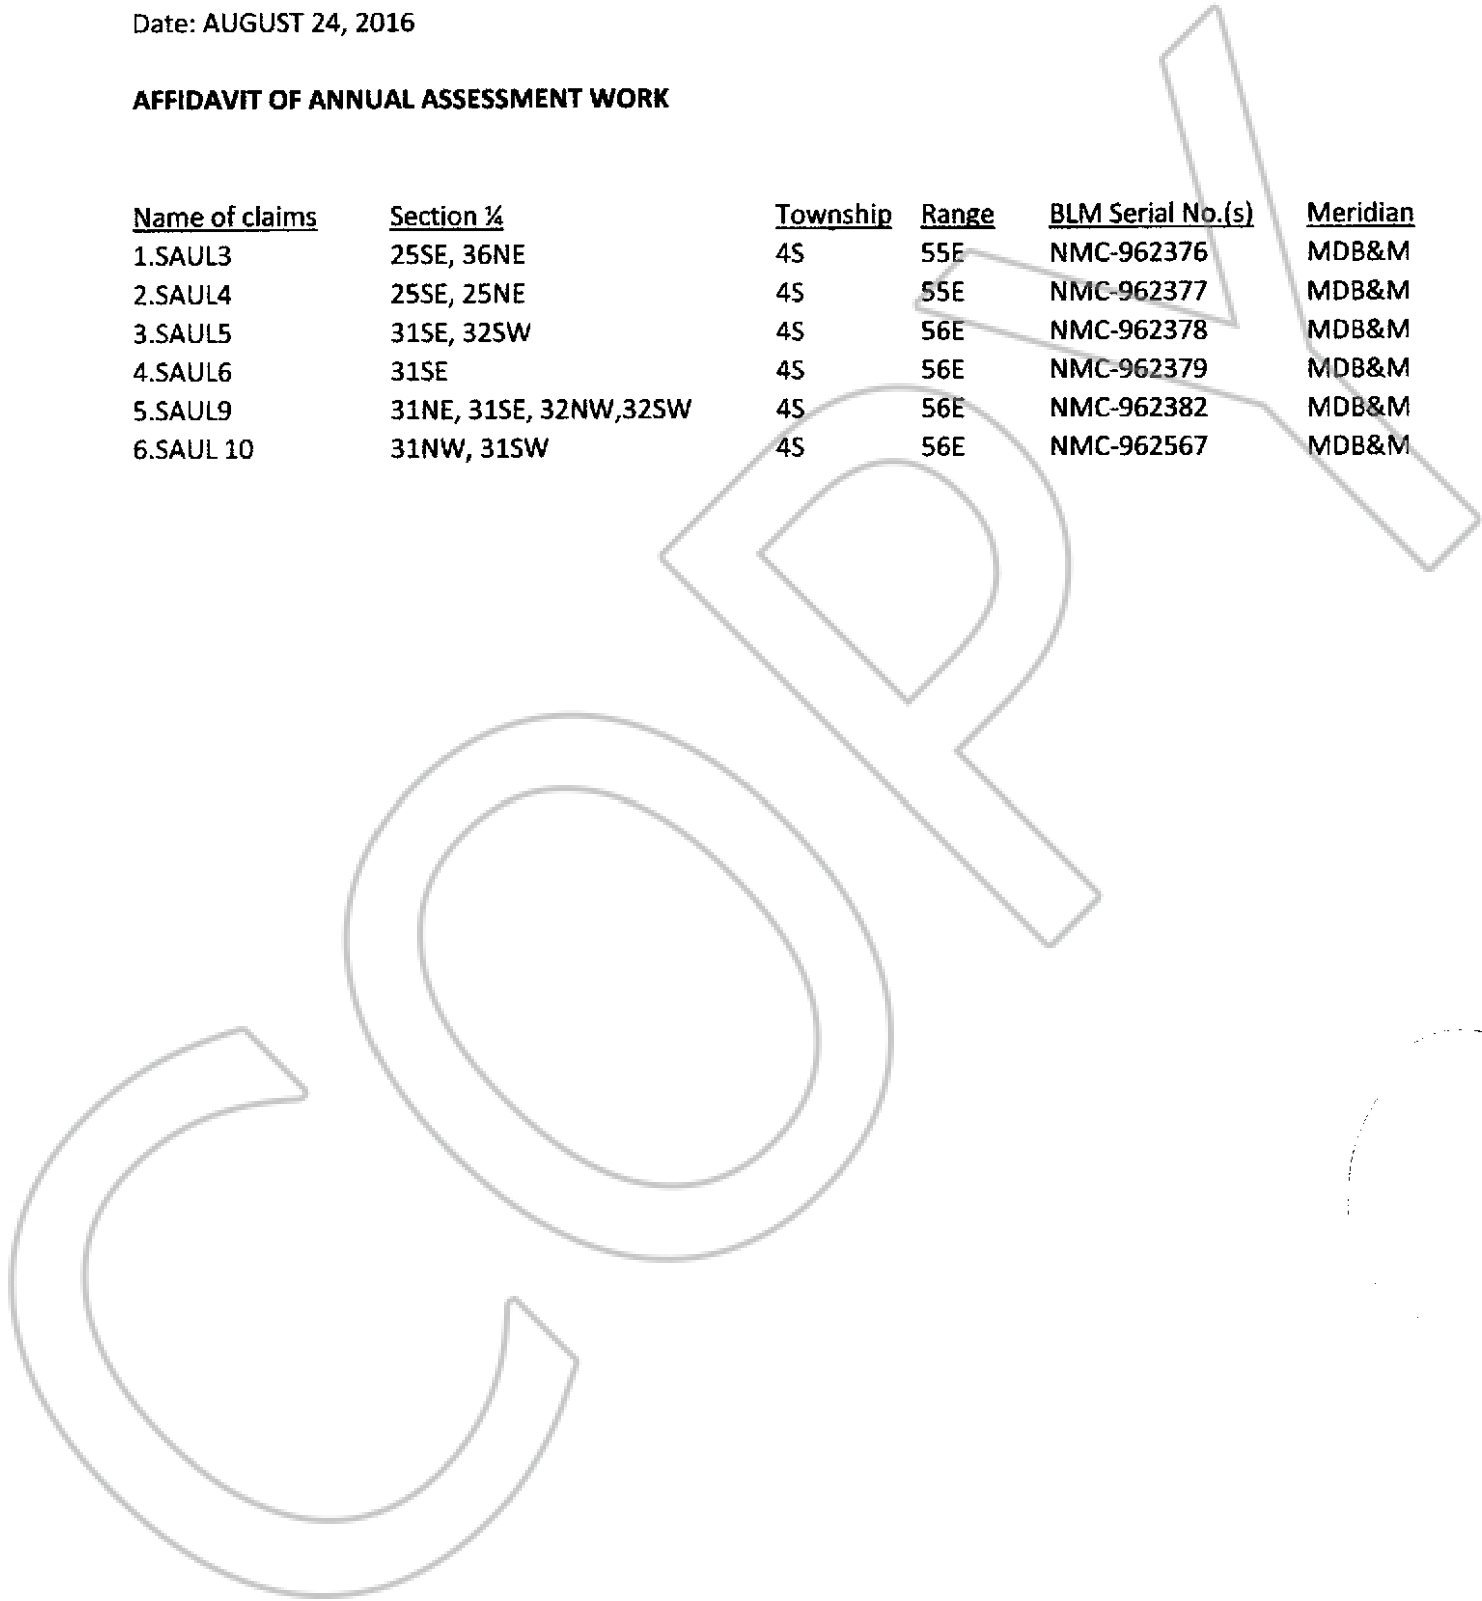 Date: AUGUST 24, 2016
AFFIDAVIT OF ANNUAL ASSESSMENT WORK
Name of claims Section ¼ Township Range BLM Serial No.(s) Meridian
1.SAUL3 25SE, 36NE 4S 55E NMC-962376 MDB&M
2.SAUL4 25SE, 25NE 4S 55E NMC-962377 MDB&M
3.SAUL5 31SE, 32SW 4S 56E NMC-962378 MDB&M
4.SAUL6 31SE 4S 56E NMC-962379 MDB&M
5.SAUL9 31NE, 31SE, 32NW,32SW 4S 56E NMC-962382 MDB&M
6.SAUL 10 31NW, 31SW 4S 56E NMC-962567 MDB&M
COPY